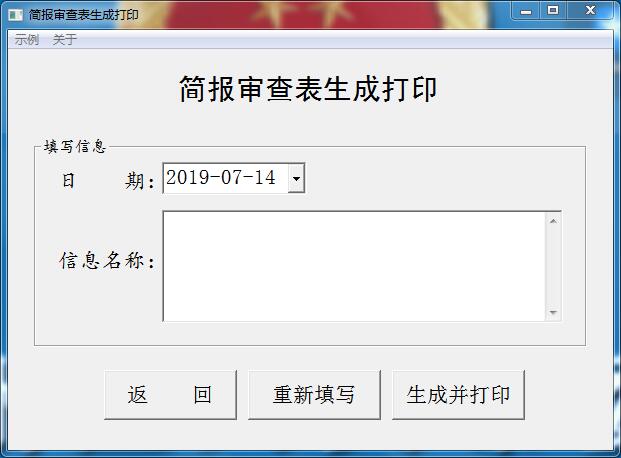 简报审查表生成打印
示例 关于
简报审查表生成打印
填写信息
日 期：2019-07-14
信息名称：
返 回 重新填写 生成并打印